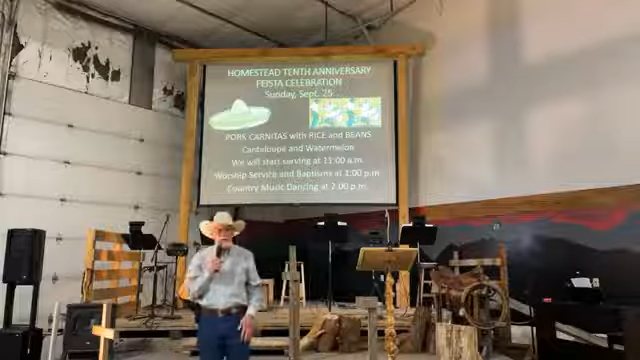 HOMESTEAD TENTH ANNIVERSARY
FEISTA CELEBRATION
Sunday, Sept. 25
PORK CARNITAS with RICE and BEANS
Canteloupe and Watermelon
We will start serving at 11:00 a.m.
Worship Service and Baptisms at 1:00 p.m
Country Music Dancing at 2:00 p.m.